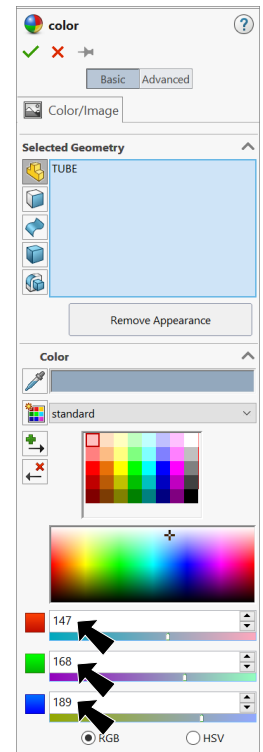 color
?
Basic Advanced
Color/Image
Selected Geometry
TUBE
Remove Appearance
Color
standard
147
168
189
RGB HSV